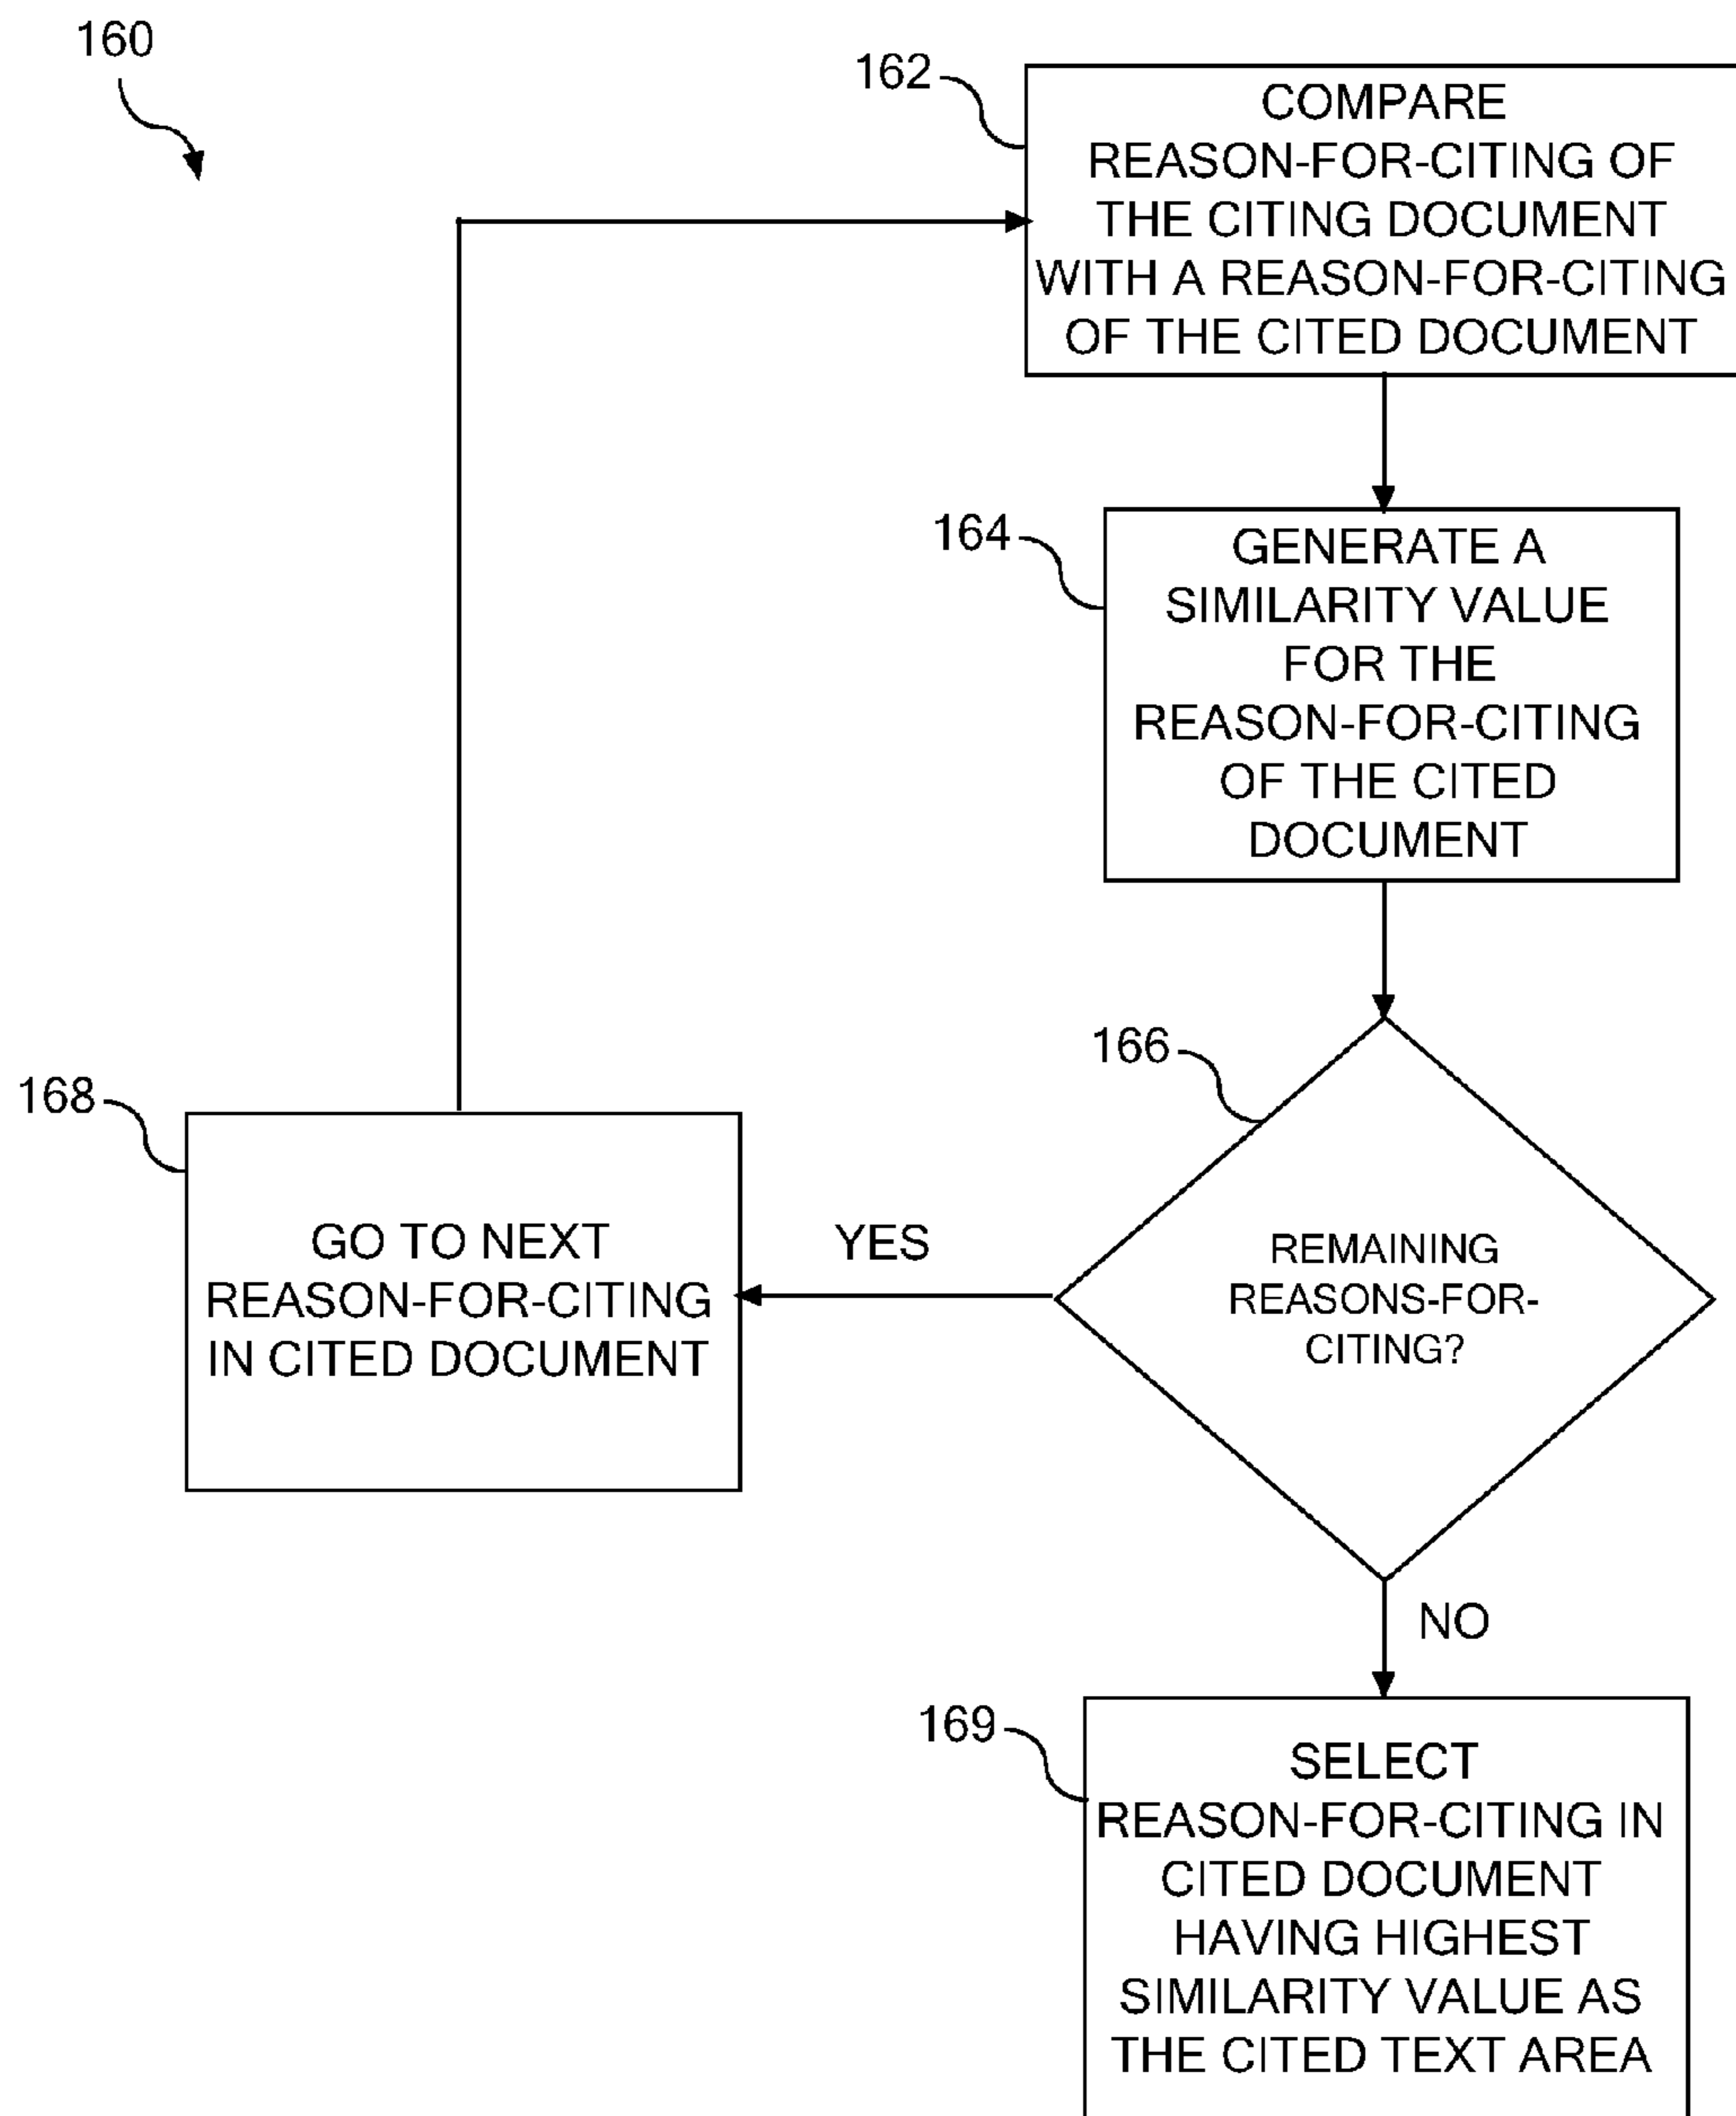 160
162
COMPARE
REASON-FOR-CITING OF
THE CITING DOCUMENT
WITH A REASON-FOR-CITING
OF THE CITED DOCUMENT
164
GENERATE A
SIMILARITY VALUE
FOR THE
REASON-FOR-CITING
OF THE CITED
DOCUMENT
166
REMAINING
REASONS-FOR-
CITING?
YES
168
GO TO NEXT
REASON-FOR-CITING
IN CITED DOCUMENT
NO
169
SELECT
REASON-FOR-CITING IN
CITED DOCUMENT
HAVING HIGHEST
SIMILARITY VALUE AS
THE CITED TEXT AREA